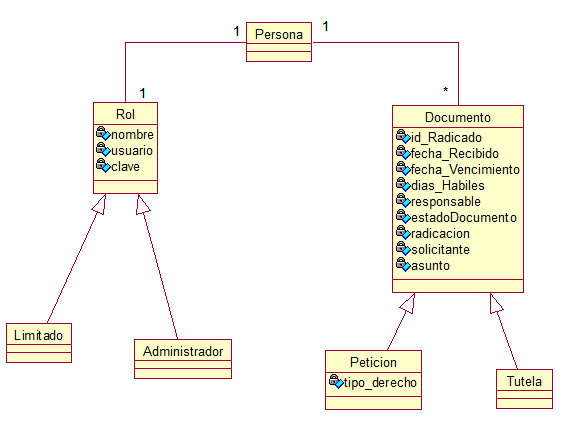 Persona
1
1
1
*
Rol
nombre
usuario
clave
Documento
id_Radicado
fecha_Recibido
fecha_Vencimiento
dias_Habiles
responsable
estadoDocumento
radicacion
solicitante
asunto
Limitado
Administrador
Peticion
tipo_derecho
Tutela